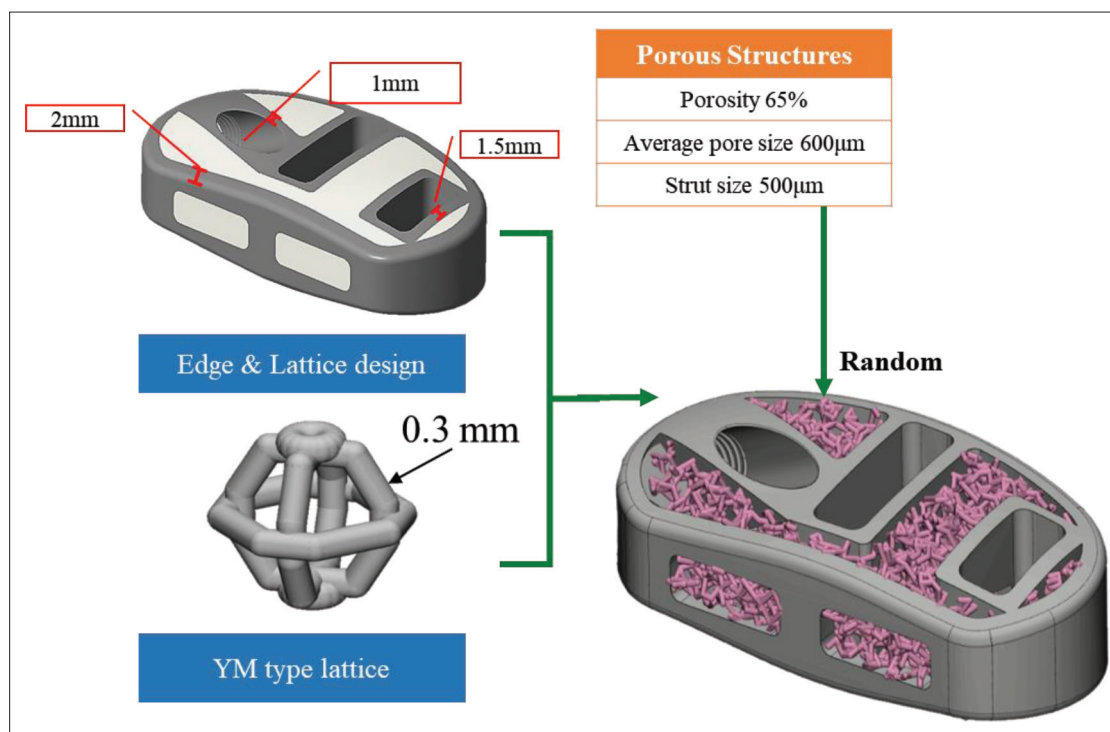 1mm
2mm
1.5mm
Edge & Lattice design
0.3 mm
YM type lattice
Porous Structures
Porosity 65%
Average pore size 600μm
Strut size 500μm
Random